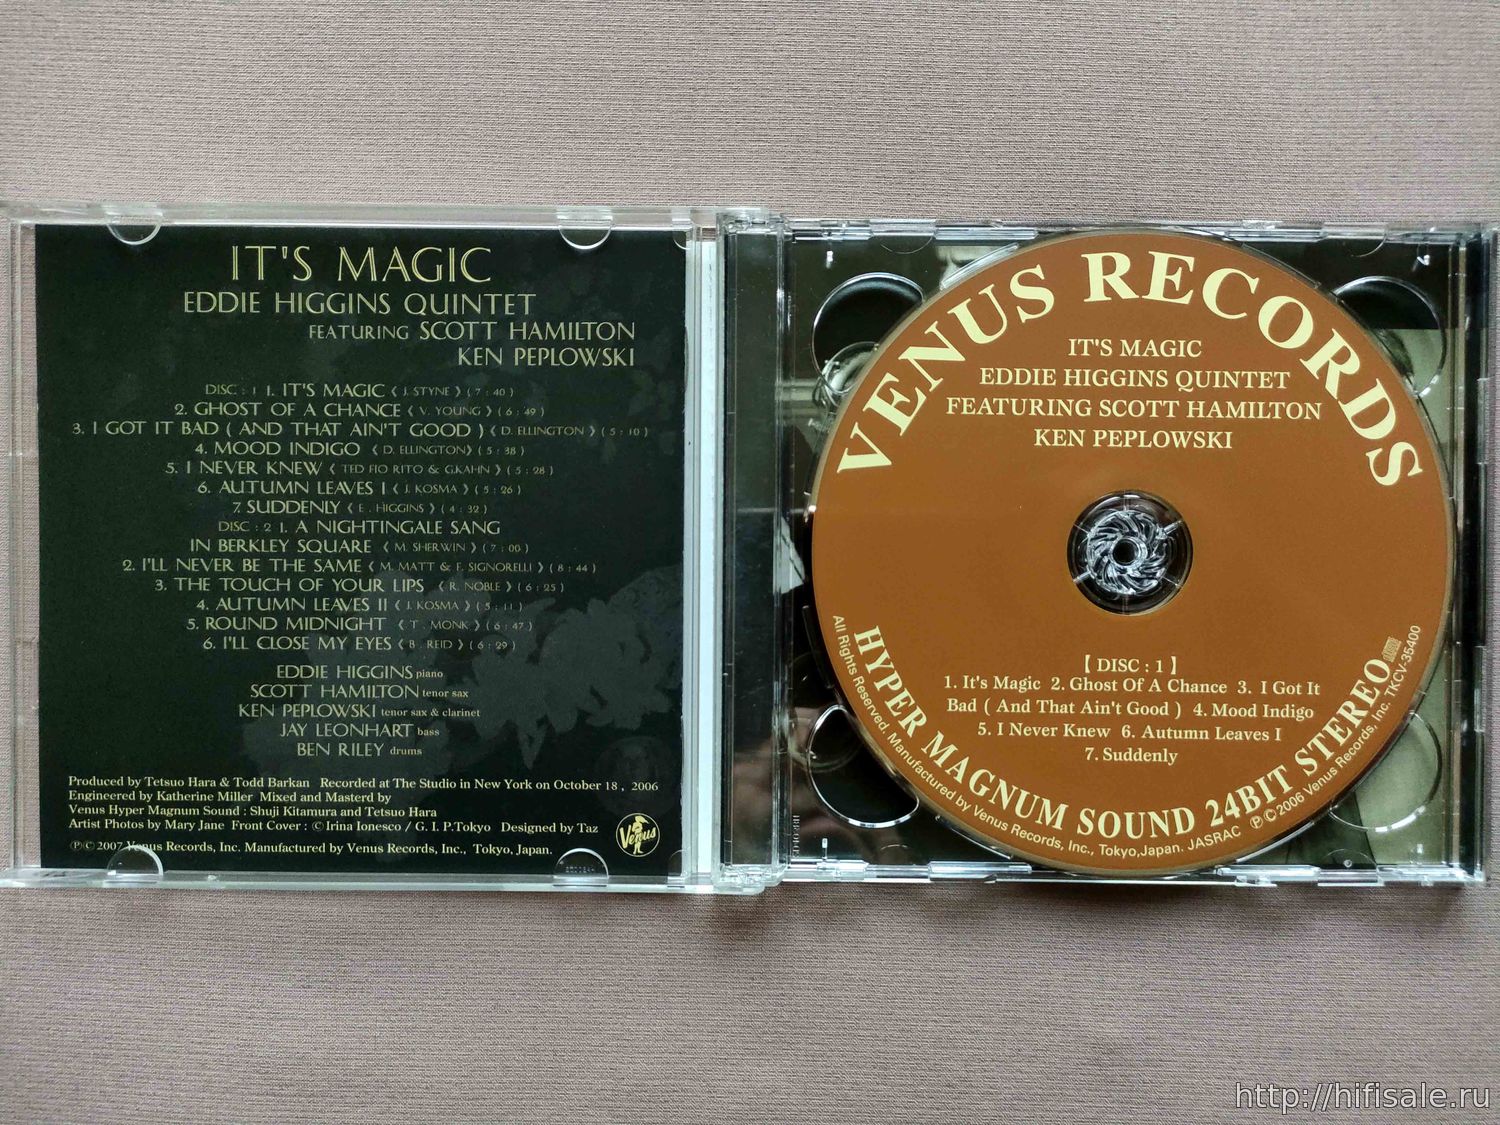 IT'S MAGIC
EDDIE HIGGINS QUINTET
FEATURING SCOTT HAMILTON
KEN PEPLOWSKI
DISC : 1 1. IT'S MAGIC 《 J. STYNE 》 ( 7 : 40 )
2. GHOST OF A CHANCE 《 V. YOUNG 》 ( 6 : 49 )
3. I GOT IT BAD ( AND THAT AIN'T GOOD ) 《 D. ELLINGTON 》 ( 5 : 10 )
4. MOOD INDIGO 《 D. ELLINGTON 》 ( 5 : 38 )
5. I NEVER KNEW 《 TED FIO RITO & G.KAHN 》 ( 5 : 28 )
6. AUTUMN LEAVES I 《 J. KOSMA 》 ( 5 : 26 )
7. SUDDENLY 《 E. HIGGINS 》 ( 4 : 32 )
DISC : 2 1. A NIGHTINGALE SANG
IN BERKLEY SQUARE 《 M. SHERWIN 》 ( 7 : 00 )
2. I'LL NEVER BE THE SAME 《 M. MATT & F. SIGNORELLI 》 ( 8 : 44 )
3. THE TOUCH OF YOUR LIPS 《 R. NOBLE 》 ( 6 : 25 )
4. AUTUMN LEAVES II 《 J. KOSMA 》 ( 5 : 11 )
5. ROUND MIDNIGHT 《 T. MONK 》 ( 6 : 47 )
6. I'LL CLOSE MY EYES 《 B. REID 》 ( 6 : 29 )
EDDIE HIGGINS piano
SCOTT HAMILTON tenor sax
KEN PEPLOWSKI tenor sax & clarinet
JAY LEONHART bass
BEN RILEY drums
Produced by Tetsuo Hara & Todd Barkan Recorded at The Studio in New York on October 18 , 2006
Engineered by Katherine Miller Mixed and Masterd by
Venus Hyper Magnum Sound : Shuji Kitamura and Tetsuo Hara
Artist Photos by Mary Jane Front Cover : © Irina Ionesco / G. I. P.Tokyo Designed by Taz
℗© 2007 Venus Records, Inc. Manufactured by Venus Records, Inc., Tokyo, Japan.
Venus
VENUS RECORDS
IT'S MAGIC
EDDIE HIGGINS QUINTET
FEATURING SCOTT HAMILTON
KEN PEPLOWSKI
【 DISC : 1 】
1. It's Magic 2. Ghost Of A Chance 3. I Got It
Bad ( And That Ain't Good ) 4. Mood Indigo
5. I Never Knew 6. Autumn Leaves I
7. Suddenly
HYPER MAGNUM SOUND 24BIT STEREO
All Rights Reserved. Manufactured by Venus Records, Inc., Tokyo,Japan. JASRAC ℗©2006 Venus Records, Inc. TKCV-35400
http://hifisale.ru